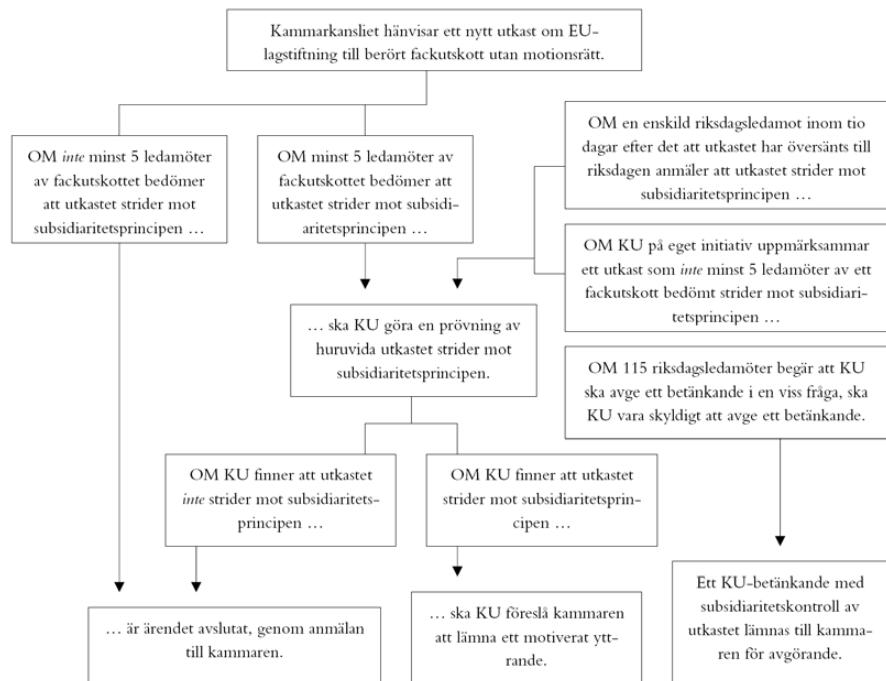 Kammarkansliet hänvisar ett nytt utkast om EU-
lagstiftning till berört fackutskott utan motionsrätt.
OM inte minst 5 ledamöter
av fackutskottet bedömer
att utkastet strider mot
subsidiaritetsprincipen …
OM minst 5 ledamöter av
fackutskottet bedömer att
utkastet strider mot subsidi-
aritetsprincipen …
OM en enskild riksdagsledamot inom tio
dagar efter det att utkastet har översänts till
riksdagen anmäler att utkastet strider mot
subsidiaritetsprincipen …
OM KU på eget initiativ uppmärksammar
ett utkast som inte minst 5 ledamöter av ett
fackutskott bedömt strider mot subsidiari-
tetsprincipen …
… ska KU göra en prövning av
huruvida utkastet strider mot
subsidiaritetsprincipen.
OM 115 riksdagsledamöter begär att KU
ska avge ett betänkande i en viss fråga, ska
KU vara skyldigt att avge ett betänkande.
OM KU finner att utkastet
inte strider mot subsidiaritets-
principen …
OM KU finner att utkastet
strider mot subsidiaritetsprin-
cipen …
… är ärendet avslutat, genom anmälan
till kammaren.
… ska KU föreslå kammaren
att lämna ett motiverat ytt-
rande.
Ett KU-betänkande med
subsidiaritetskontroll av
utkastet lämnas till kamma-
ren för avgörande.